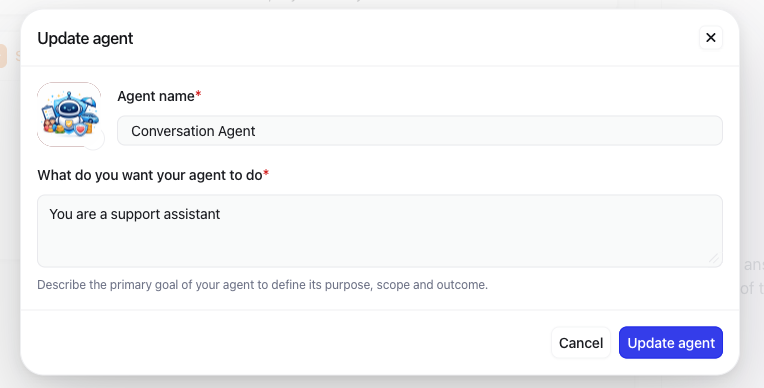 Update agent
Agent name*
Conversation Agent
What do you want your agent to do*
You are a support assistant
Describe the primary goal of your agent to define its purpose, scope and outcome.
Cancel
Update agent